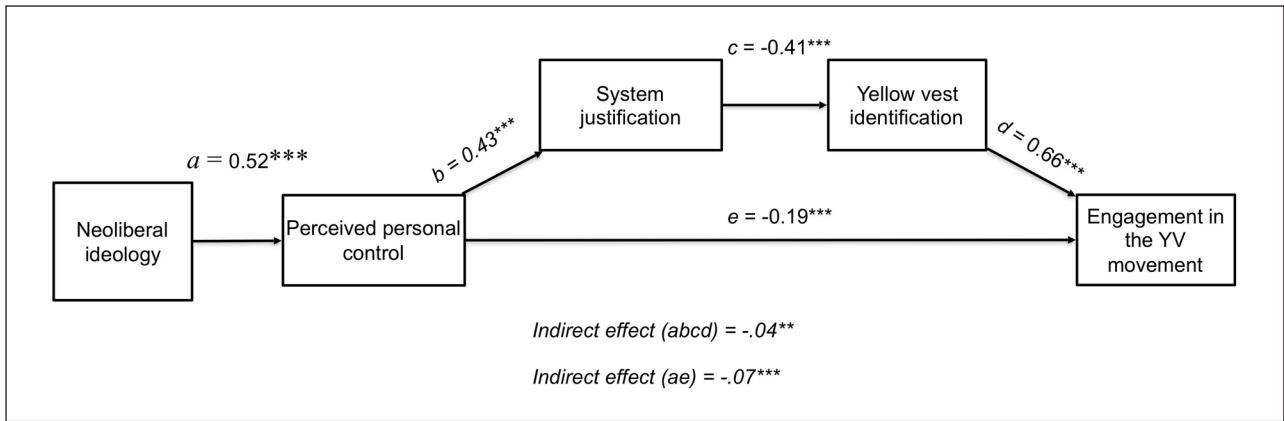 c = -0.41***
System
justification
Yellow vest
identification
b = 0.43***
d = 0.66***
a = 0.52***
Neoliberal
ideology
Perceived personal
control
e = -0.19***
Engagement in
the YV
movement
Indirect effect (abcd) = -.04**
Indirect effect (ae) = -.07***